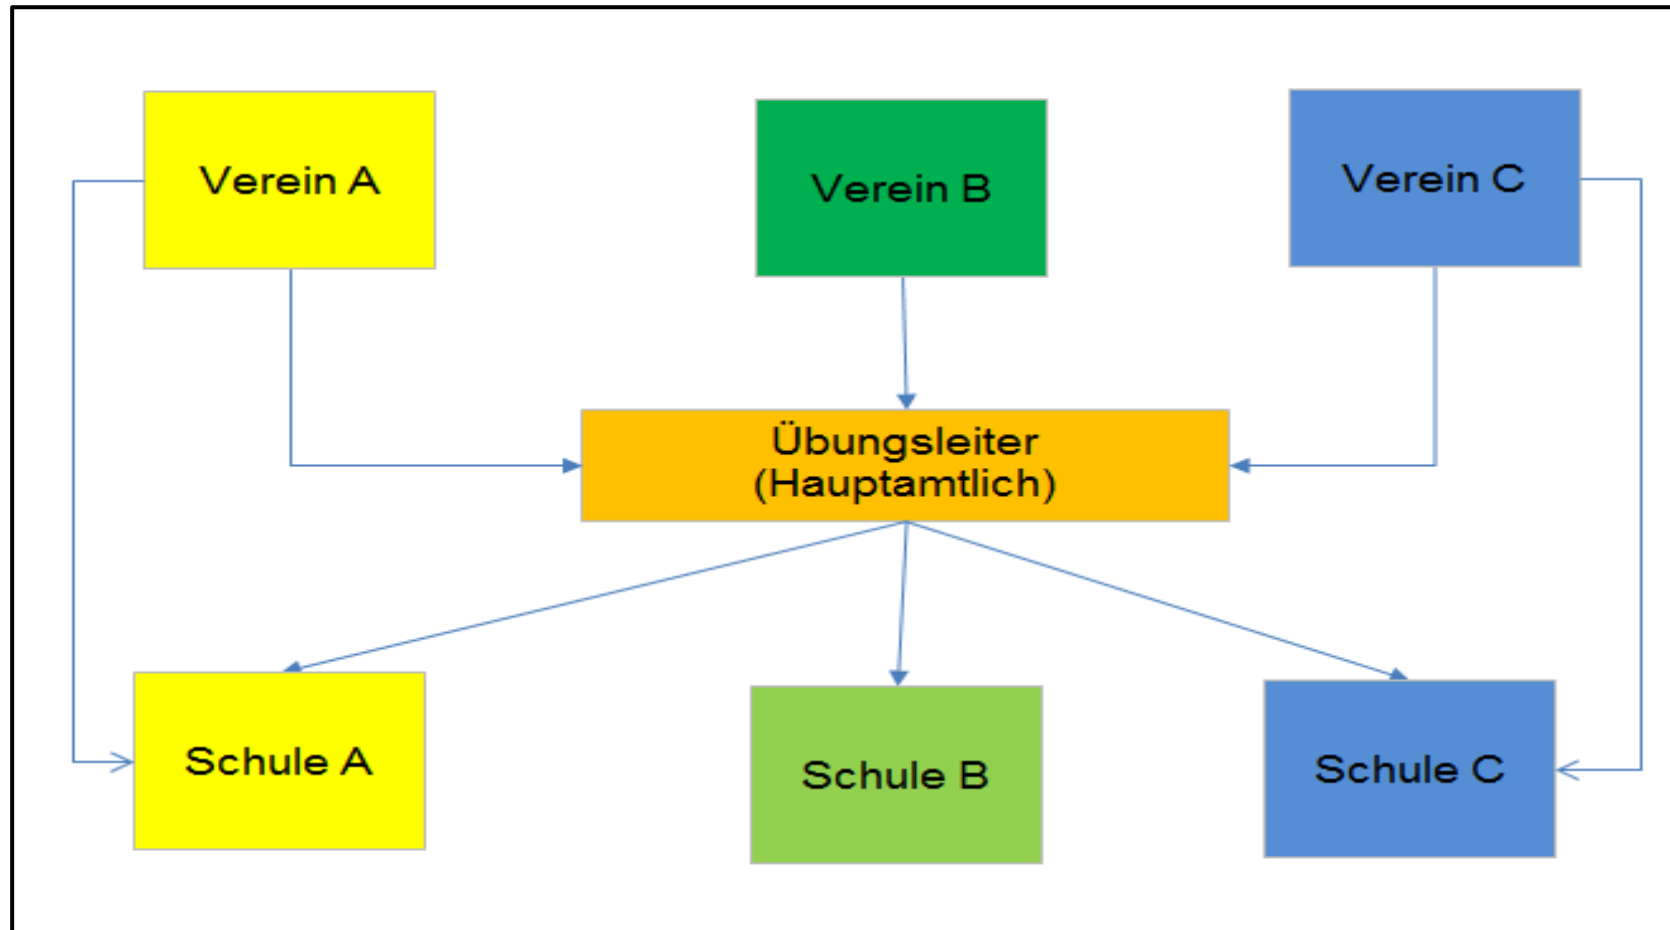 Verein A
Verein B
Verein C
Übungsleiter
(Hauptamtlich)
Schule A
Schule B
Schule C